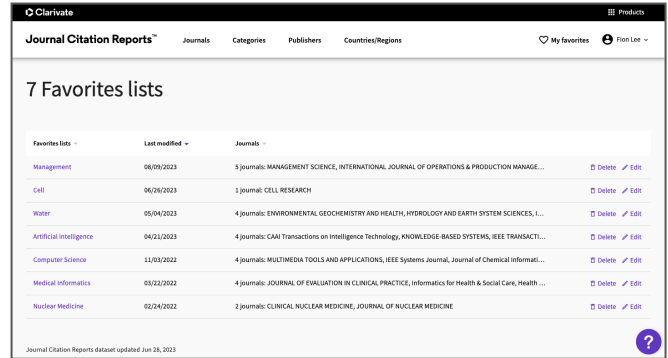 Clarivate
Products
Journal Citation Reports™
Journals
Categories
Publishers
Countries/Regions
My favorites
Fion Lee
7 Favorites lists
Favorites lists
Last modified
Journals
Management 08/09/2023 5 journals: MANAGEMENT SCIENCE, INTERNATIONAL JOURNAL OF OPERATIONS & PRODUCTION MANAGE... Delete Edit
Cell 06/26/2023 1 journal: CELL RESEARCH Delete Edit
Water 05/04/2023 4 journals: ENVIRONMENTAL GEOCHEMISTRY AND HEALTH, HYDROLOGY AND EARTH SYSTEM SCIENCES, I... Delete Edit
Artificial Intelligence 04/21/2023 4 journals: CAAI Transactions on Intelligence Technology, KNOWLEDGE-BASED SYSTEMS, IEEE TRANSACTI... Delete Edit
Computer Science 11/03/2022 4 journals: MULTIMEDIA TOOLS AND APPLICATIONS, IEEE Systems Journal, Journal of Chemical Informati... Delete Edit
Medical Informatics 03/22/2022 4 journals: JOURNAL OF EVALUATION IN CLINICAL PRACTICE, Informatics for Health & Social Care, Health ... Delete Edit
Nuclear Medicine 02/24/2022 2 journals: CLINICAL NUCLEAR MEDICINE, JOURNAL OF NUCLEAR MEDICINE Delete Edit
Journal Citation Reports dataset updated Jun 28, 2023
?